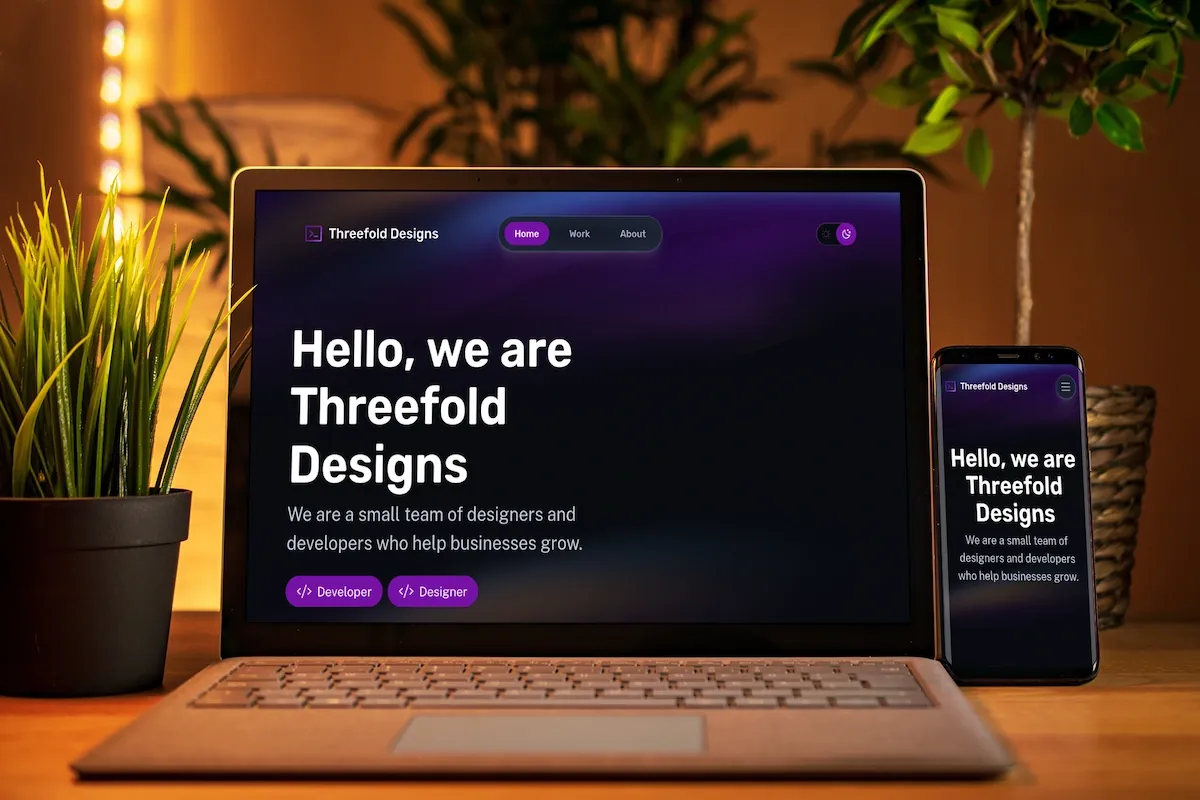 Threefold Designs
Home
Work
About
Hello, we are
Threefold
Designs
We are a small team of designers and
developers who help businesses grow.
</> Developer
</> Designer
Threefold Designs
Hello, we are
Threefold
Designs
We are a small team of
designers and developers
who help businesses grow.